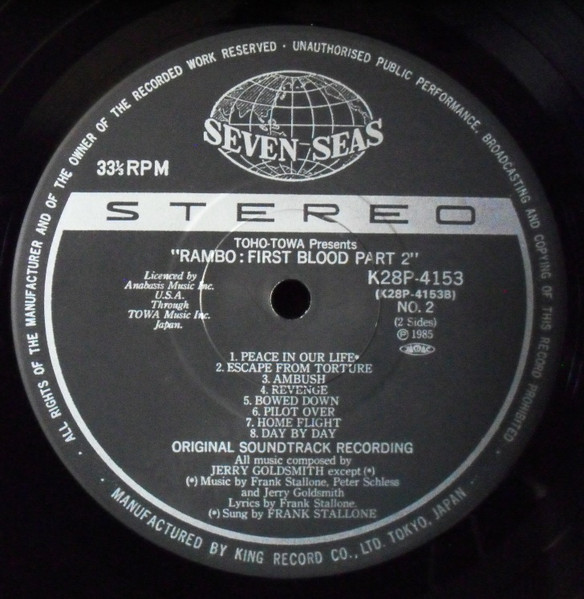 · ALL RIGHTS OF THE MANUFACTURER AND OF THE OWNER OF THE RECORDED WORK RESERVED · UNAUTHORISED PUBLIC PERFORMANCE, BROADCASTING AND COPYING OF THIS RECORD PROHIBITED ·
SEVEN SEAS
33⅓RPM
STEREO
TOHO-TOWA Presents
"RAMBO : FIRST BLOOD PART 2"
Licenced by
Anabasis Music Inc.
U.S.A.
Through
TOWA Music Inc.
Japan.
K28P-4153
(K28P-4153B)
NO. 2
(2 Sides)
Ⓟ 1985
1. PEACE IN OUR LIFE*
2. ESCAPE FROM TORTURE
3. AMBUSH
4. REVENGE
5. BOWED DOWN
6. PILOT OVER
7. HOME FLIGHT
8. DAY BY DAY
ORIGINAL SOUNDTRACK RECORDING
All music composed by
JERRY GOLDSMITH except (*)
(*) Music by Frank Stallone, Peter Schless
and Jerry Goldsmith
Lyrics by Frank Stallone.
(*) Sung by FRANK STALLONE
· MANUFACTURED BY KING RECORD CO., LTD. TOKYO, JAPAN ·